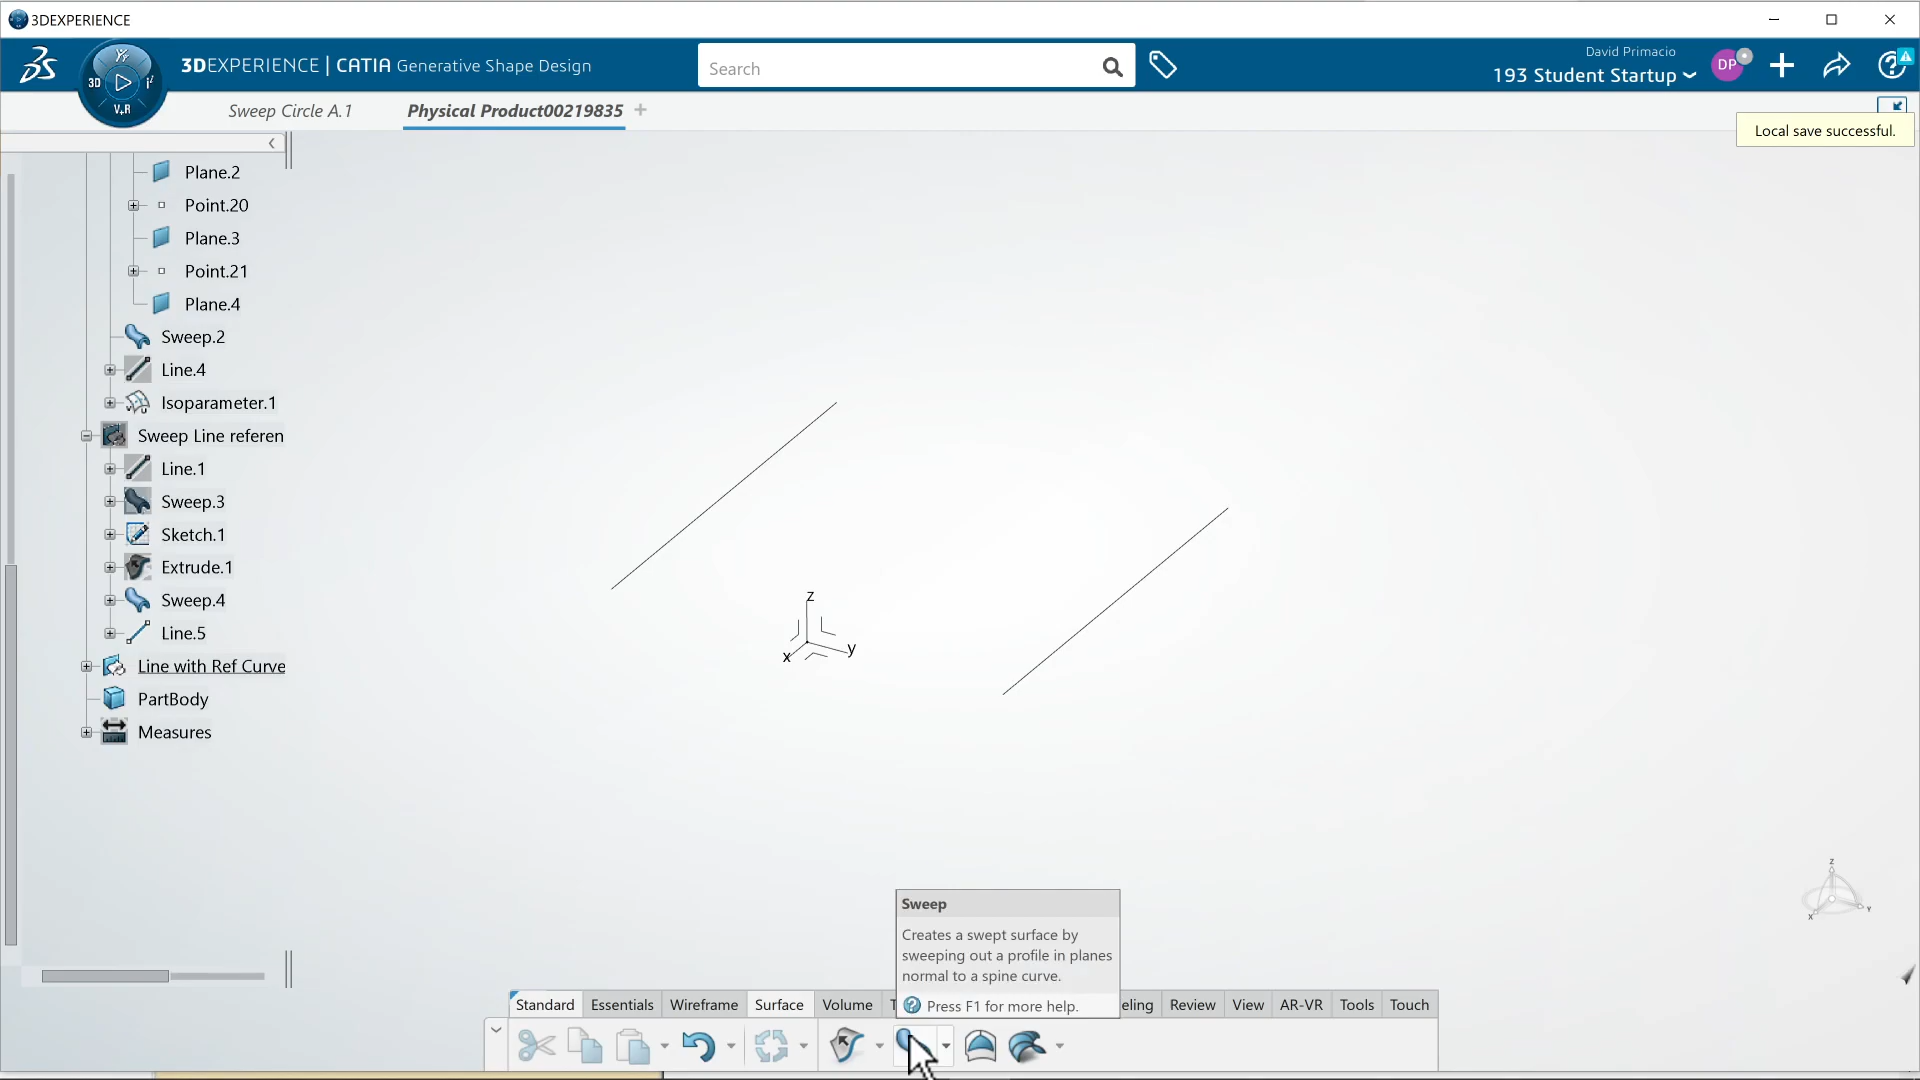 3DEXPERIENCE
3DEXPERIENCE | CATIA Generative Shape Design
Search
David Primacio
193 Student Startup
DP
3D
V.R
Sweep Circle A.1
Physical Product00219835
Local save successful.
Plane.2
Point.20
Plane.3
Point.21
Plane.4
Sweep.2
Line.4
Isoparameter.1
Sweep Line referen
Line.1
Sweep.3
Sketch.1
Extrude.1
Sweep.4
Line.5
Line with Ref Curve
PartBody
Measures
z
x
y
z
x
Y
Sweep
Creates a swept surface by
sweeping out a profile in planes
normal to a spine curve.
Press F1 for more help.
Standard Essentials Wireframe Surface Volume T eling Review View AR-VR Tools Touch